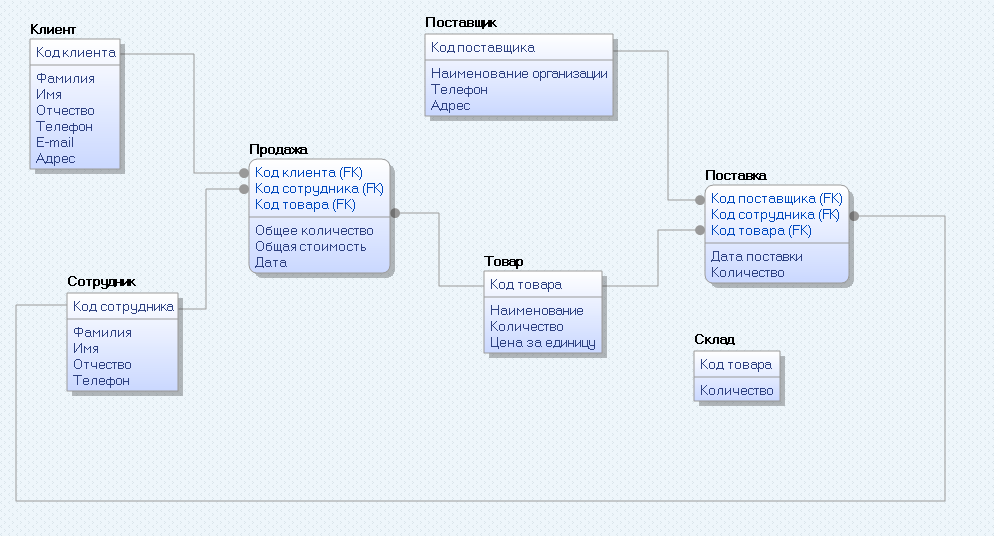 Клиент
Код клиента
Фамилия
Имя
Отчество
Телефон
E-mail
Адрес
Поставщик
Код поставщика
Наименование организации
Телефон
Адрес
Продажа
Код клиента (FK)
Код сотрудника (FK)
Код товара (FK)
Общее количество
Общая стоимость
Дата
Поставка
Код поставщика (FK)
Код сотрудника (FK)
Код товара (FK)
Дата поставки
Количество
Сотрудник
Код сотрудника
Фамилия
Имя
Отчество
Телефон
Товар
Код товара
Наименование
Количество
Цена за единицу
Склад
Код товара
Количество